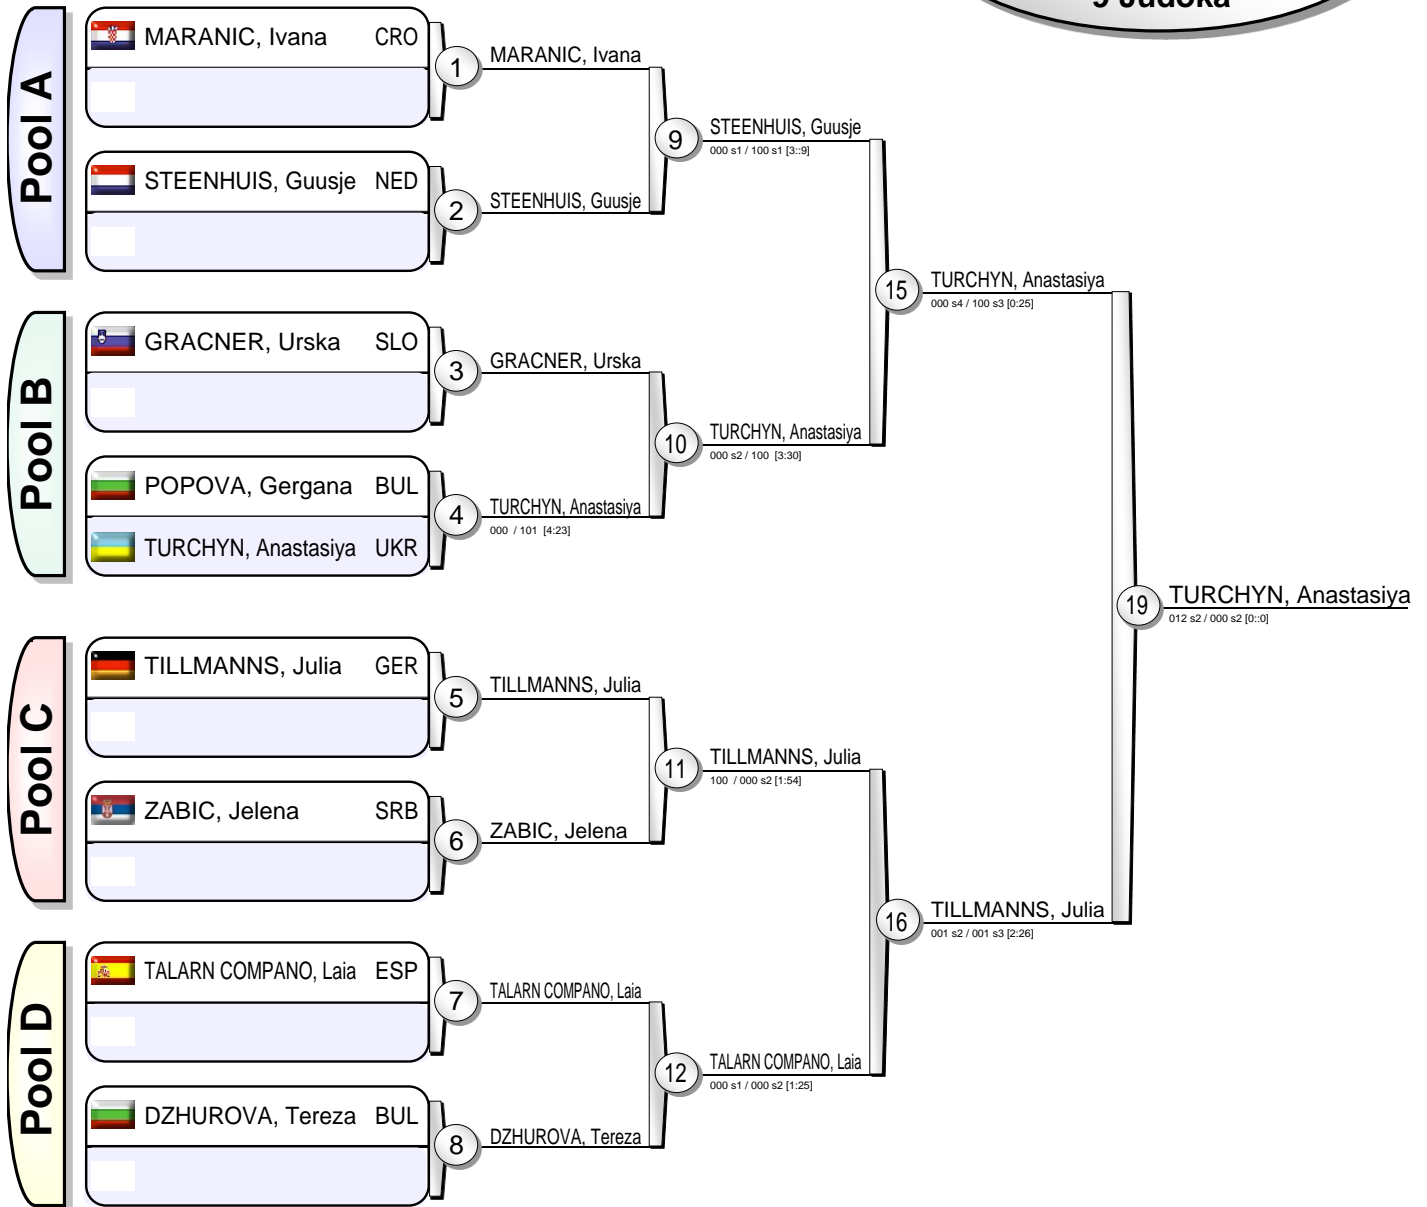 9 Judoka
Pool A
MARANIC, Ivana CRO
1
MARANIC, Ivana
STEENHUIS, Guusje NED
2
STEENHUIS, Guusje
9
STEENHUIS, Guusje
000 s1 / 100 s1 [3::9]
Pool B
GRACNER, Urska SLO
3
GRACNER, Urska
POPOVA, Gergana BUL
TURCHYN, Anastasiya UKR
4
TURCHYN, Anastasiya
000 / 101 [4:23]
10
TURCHYN, Anastasiya
000 s2 / 100 [3:30]
15
TURCHYN, Anastasiya
000 s4 / 100 s3 [0:25]
Pool C
TILLMANNS, Julia GER
5
TILLMANNS, Julia
ZABIC, Jelena SRB
6
ZABIC, Jelena
11
TILLMANNS, Julia
100 / 000 s2 [1:54]
Pool D
TALARN COMPANO, Laia ESP
7
TALARN COMPANO, Laia
DZHUROVA, Tereza BUL
8
DZHUROVA, Tereza
12
TALARN COMPANO, Laia
000 s1 / 000 s2 [1:25]
16
TILLMANNS, Julia
001 s2 / 001 s3 [2:26]
19
TURCHYN, Anastasiya
012 s2 / 000 s2 [0::0]